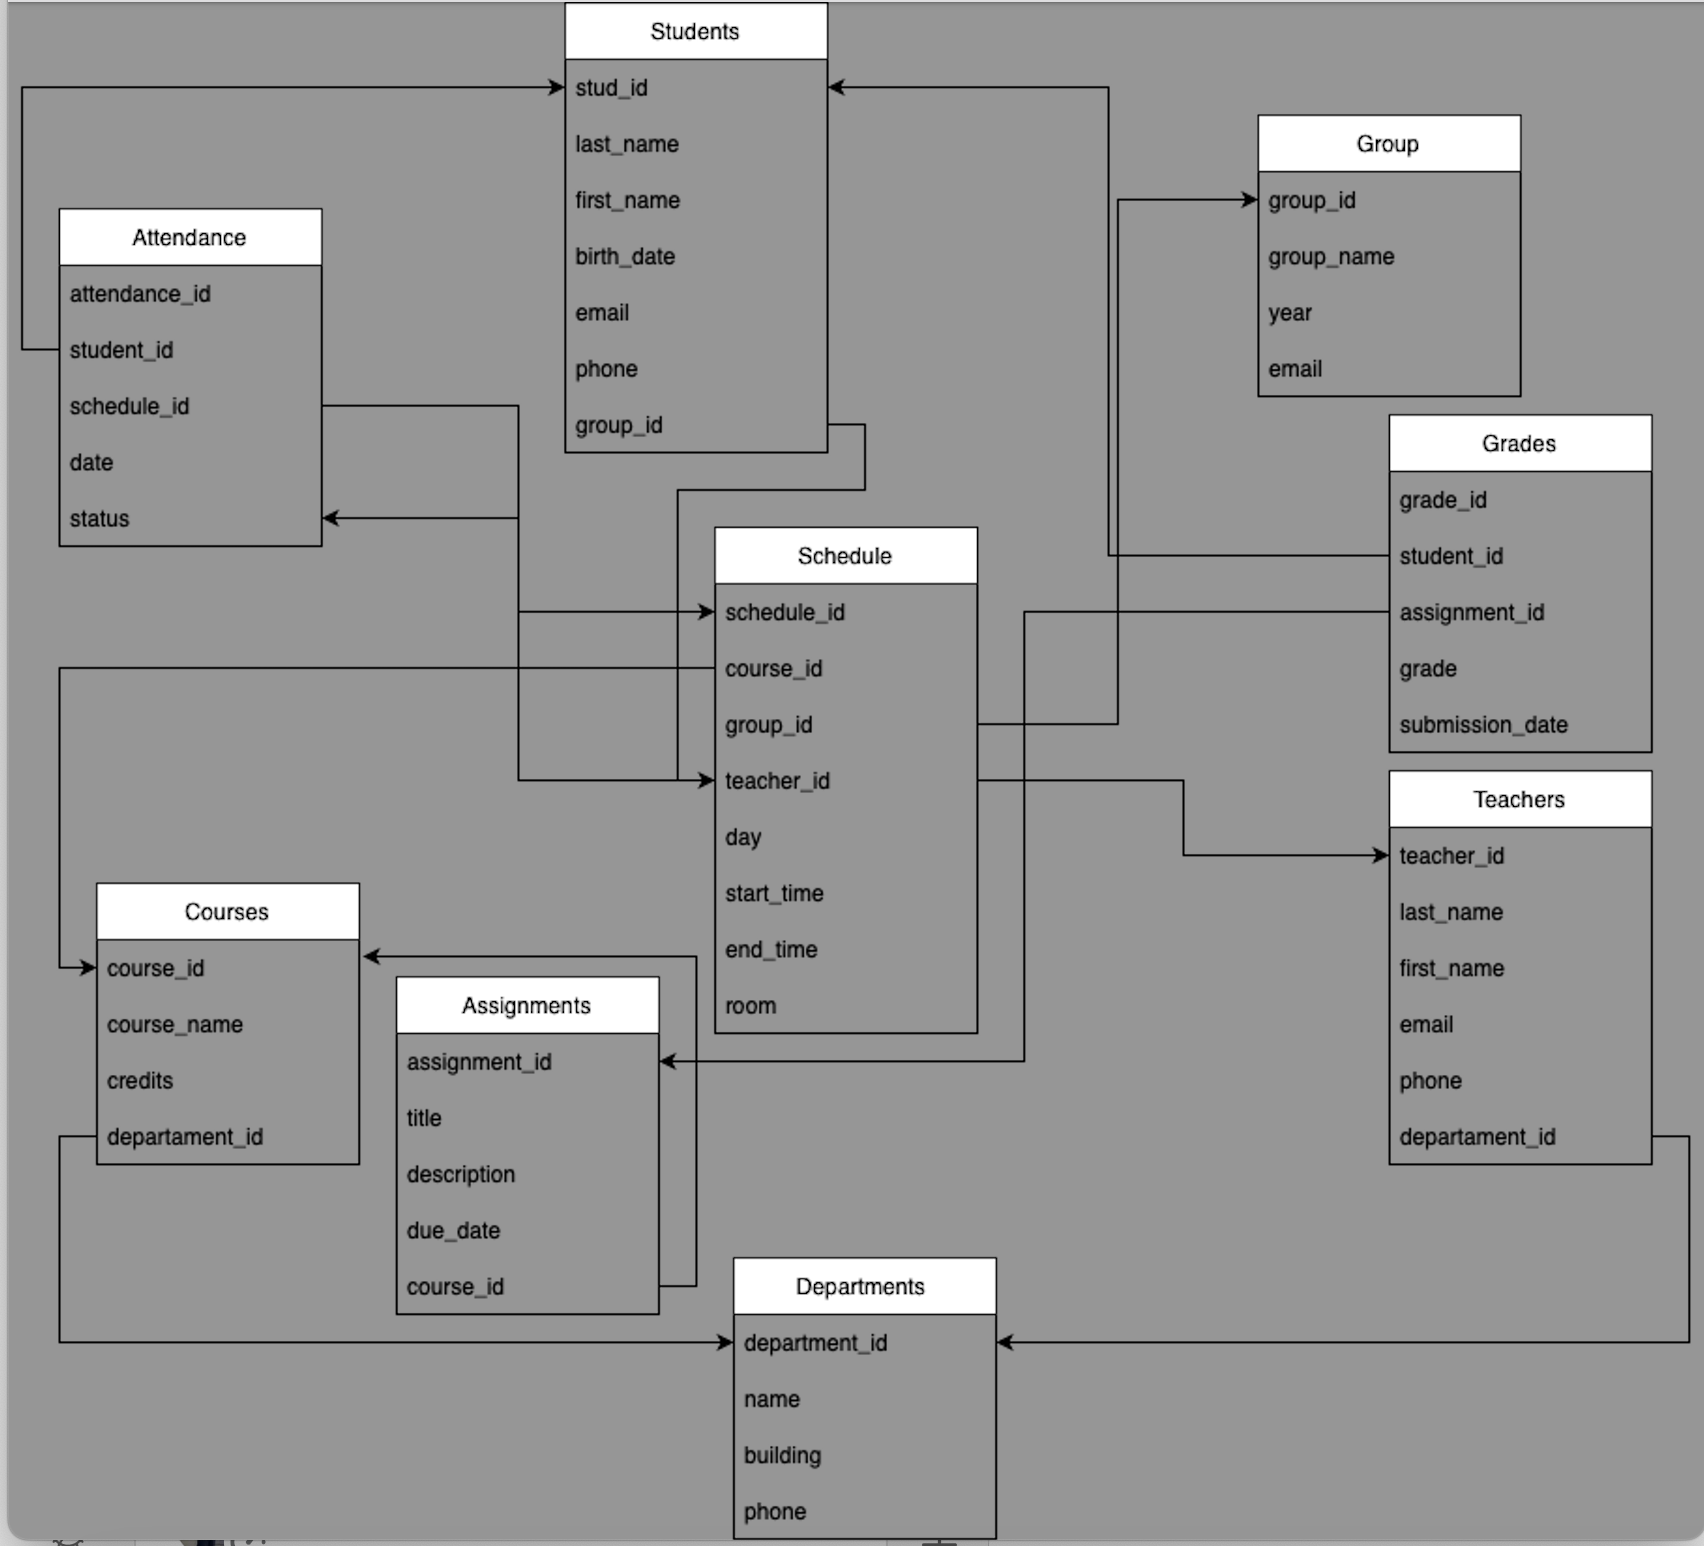 Students
stud_id
last_name
first_name
birth_date
email
phone
group_id
Group
group_id
group_name
year
email
Attendance
attendance_id
student_id
schedule_id
date
status
Grades
grade_id
student_id
assignment_id
grade
submission_date
Schedule
schedule_id
course_id
group_id
teacher_id
day
start_time
end_time
room
Teachers
teacher_id
last_name
first_name
email
phone
departament_id
Courses
course_id
course_name
credits
departament_id
Assignments
assignment_id
title
description
due_date
course_id
Departments
department_id
name
building
phone